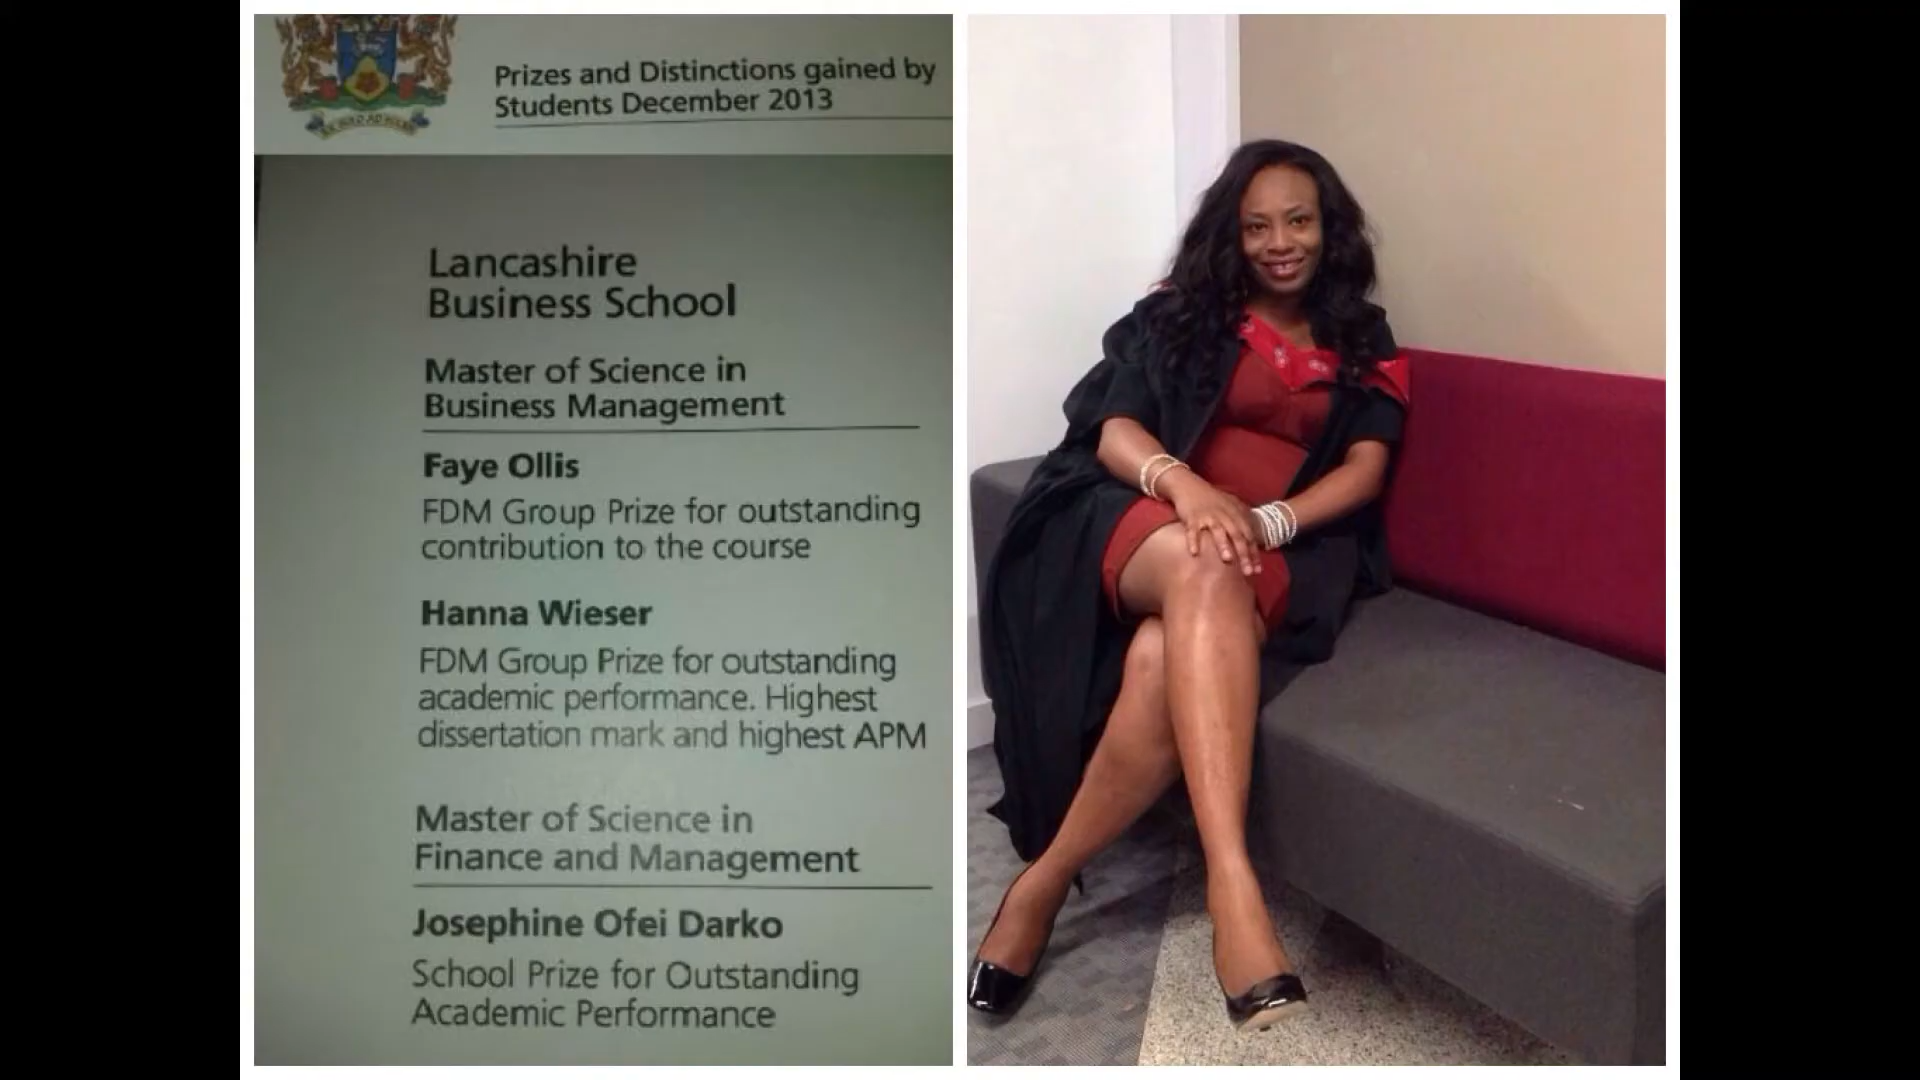 Prizes and Distinctions gained by
Students December 2013
Lancashire
Business School
Master of Science in
Business Management
Faye Ollis
FDM Group Prize for outstanding
contribution to the course
Hanna Wieser
FDM Group Prize for outstanding
academic performance. Highest
dissertation mark and highest APM
Master of Science in
Finance and Management
Josephine Ofei Darko
School Prize for Outstanding
Academic Performance